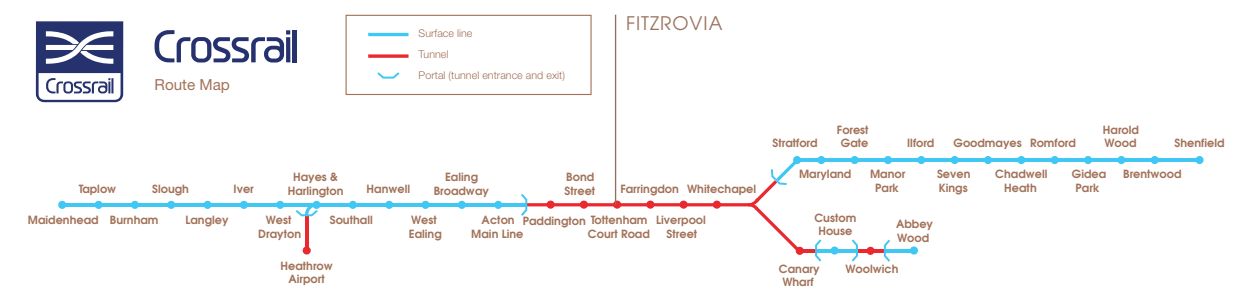 Crossrail
Crossrail
Route Map
Surface line
Tunnel
Portal (tunnel entrance and exit)
FITZROVIA
Maidenhead
Taplow
Burnham
Slough
Langley
Iver
West
Drayton
Hayes &
Harlington
Heathrow
Airport
Southall
Hanwell
West
Ealing
Ealing
Broadway
Acton
Main Line
Paddington
Bond
Street
Tottenham
Court Road
Farringdon
Liverpool
Street
Whitechapel
Stratford
Maryland
Forest
Gate
Manor
Park
Ilford
Seven
Kings
Goodmayes
Chadwell
Heath
Romford
Gidea
Park
Harold
Wood
Brentwood
Shenfield
Canary
Wharf
Custom
House
Woolwich
Abbey
Wood